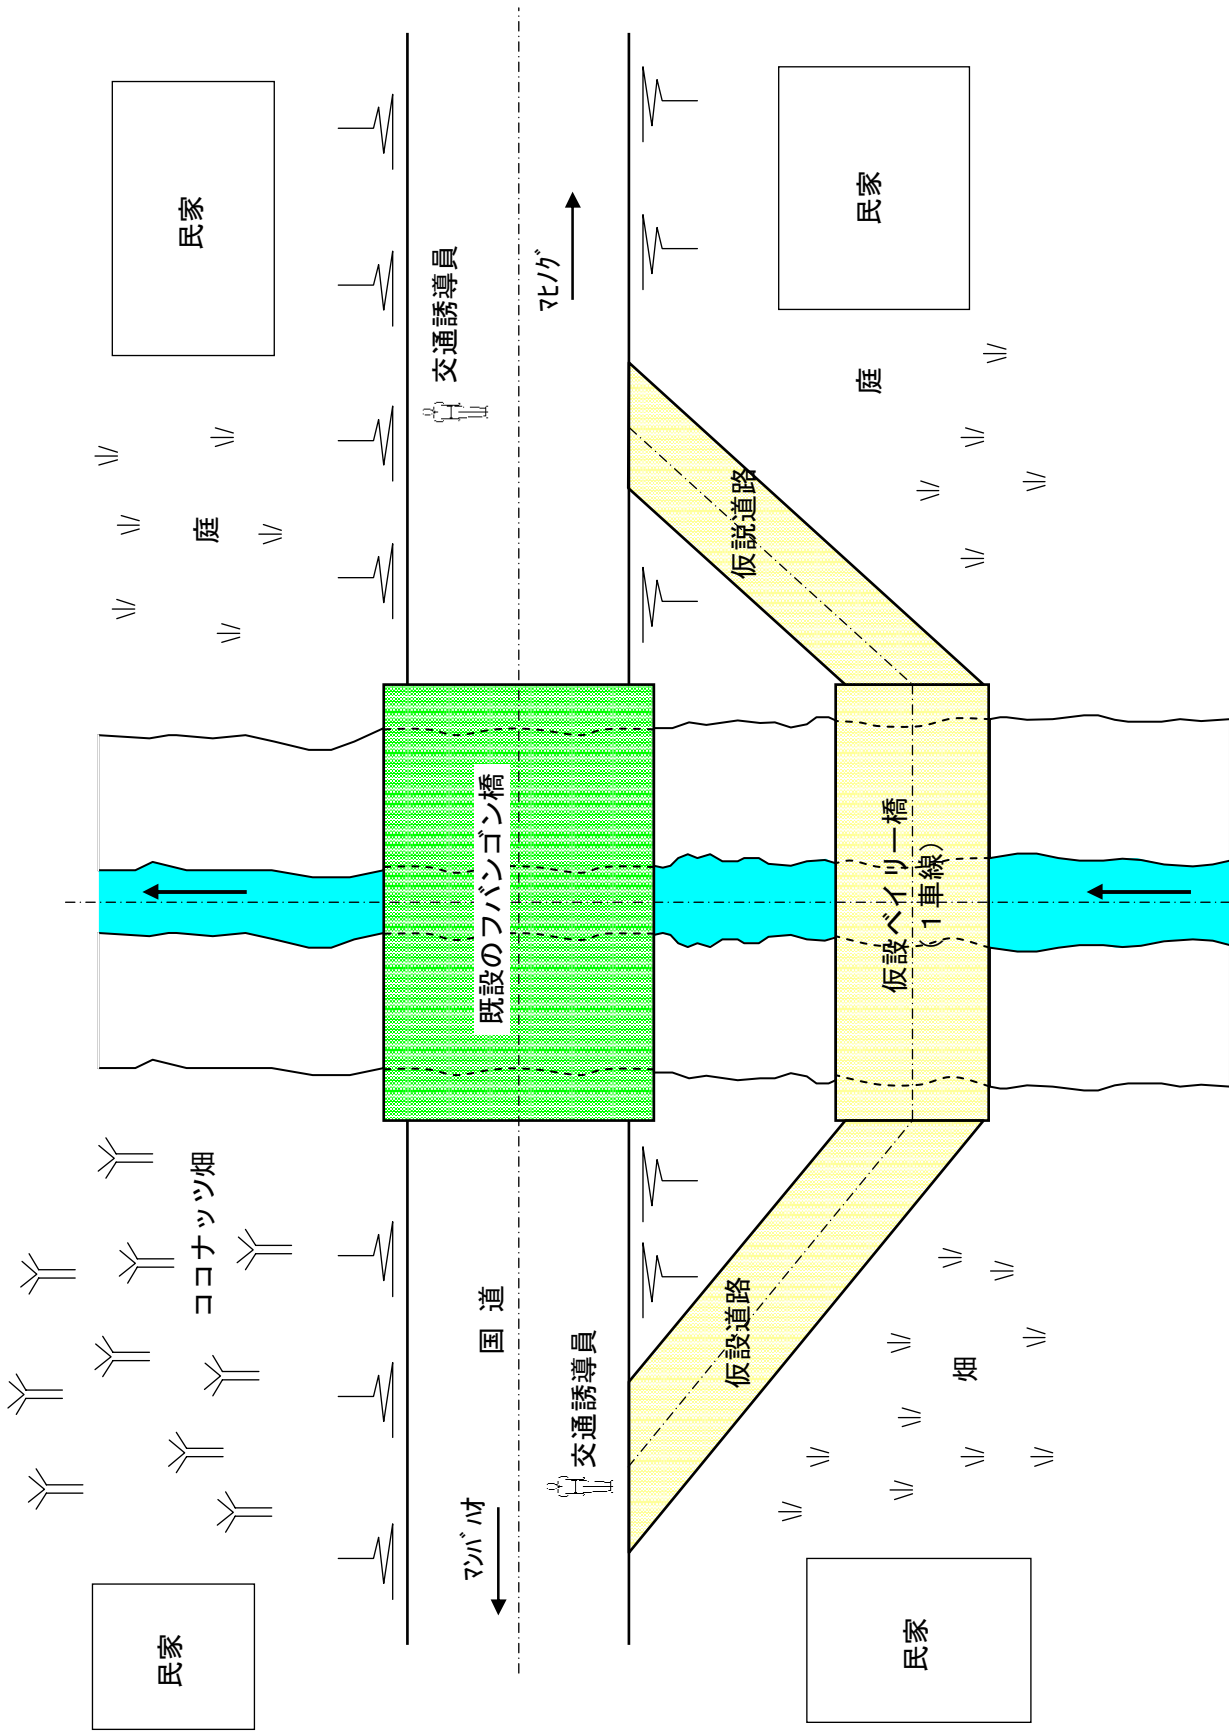 民家
ココナッツ畑
庭
民家
交通誘導員
ﾏﾝﾊﾞﾊｵ
国 道
既設のフバンゴン橋
ﾏﾋﾉｸﾞ
交通誘導員
仮設道路
仮説道路
庭
民家
仮設ベイリー橋
（1車線）
民家
畑